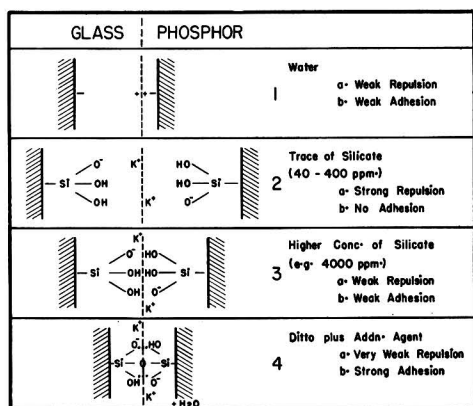 GLASS PHOSPHOR
- ++
1
Water
a• Weak Repulsion
b• Weak Adhesion
Si O⁻ OH OH K⁺ K⁺ HO HO O⁻ Si
2
Trace of Silicate
(40 - 400 ppm•)
a• Strong Repulsion
b• No Adhesion
K⁺
Si O⁻ OH OH HO HO O⁻ Si
K⁺
3
Higher Conc• of Silicate
(e•g• 4000 ppm•)
a• Weak Repulsion
b• Weak Adhesion
K⁺
O⁻ HO
Si O Si
OH O⁻
K⁺
+ H₂O
4
Ditto plus Addn• Agent
a• Very Weak Repulsion
b• Strong Adhesion